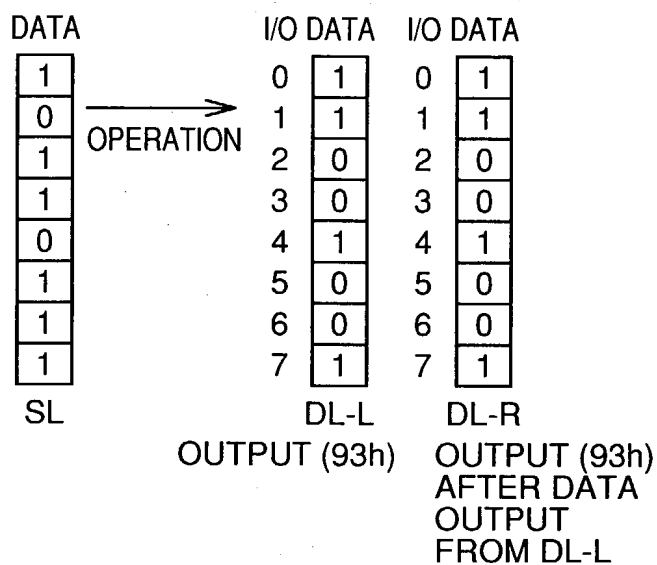 DATA I/O DATA I/O DATA
1 0 1 0 1
0 1 1 1 1
OPERATION
1 2 0 2 0
1 3 0 3 0
0 4 1 4 1
1 5 0 5 0
1 6 0 6 0
1 7 1 7 1
SL DL-L DL-R
OUTPUT (93h) OUTPUT (93h)
AFTER DATA
OUTPUT
FROM DL-L